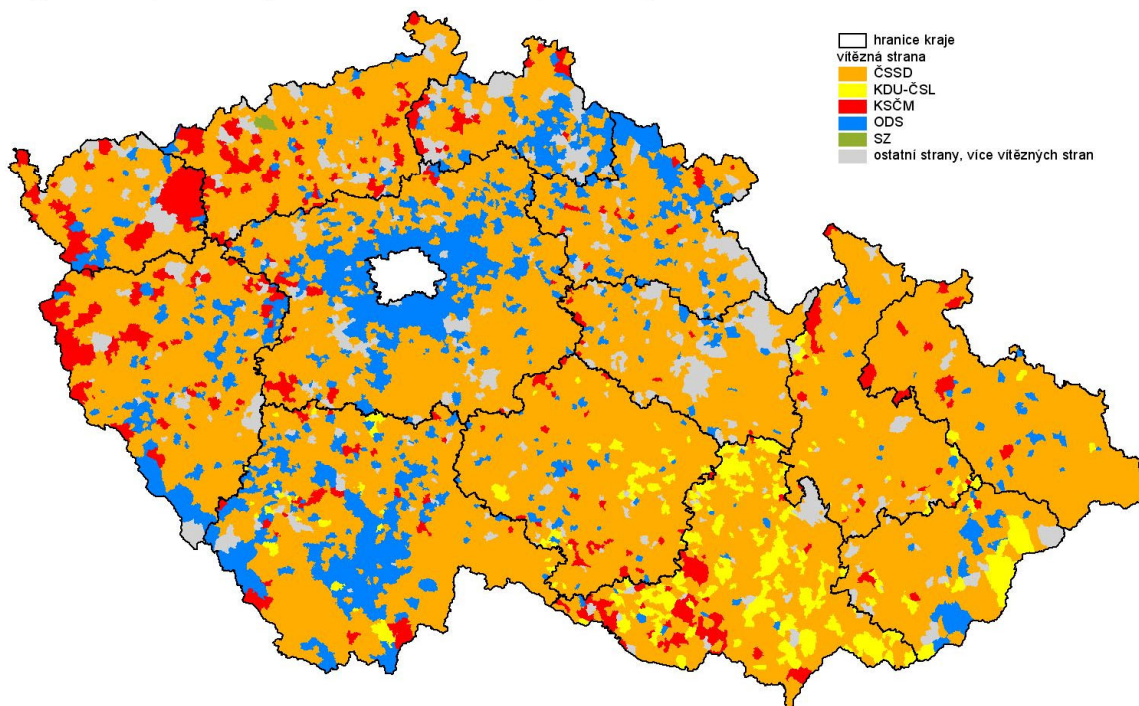 hranice kraje
vítězná strana
ČSSD
KDU-ČSL
KSČM
ODS
SZ
ostatní strany, více vítězných stran